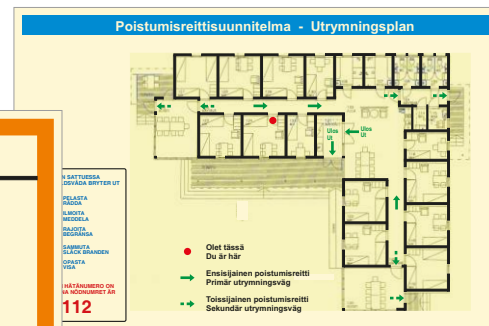 Poistumisreittisuunnitelma - Utrymningsplan
Ulos
Ut
Ulos
Ut
SATTUESSA
BRYTER UT
PELASTA
RÄDDA
ILMOITA
MEDDELA
RAJOITA
BEGRÄNSA
SAMMUTA
SLÄCK BRANDEN
OPASTA
VISA
HÄTÄNUMERO ON
NÖDNUMRET ÄR
112
Olet tässä
Du är här
Ensisijainen poistumisreitti
Primär utrymningsväg
Toissijainen poistumisreitti
Sekundär utrymningsväg